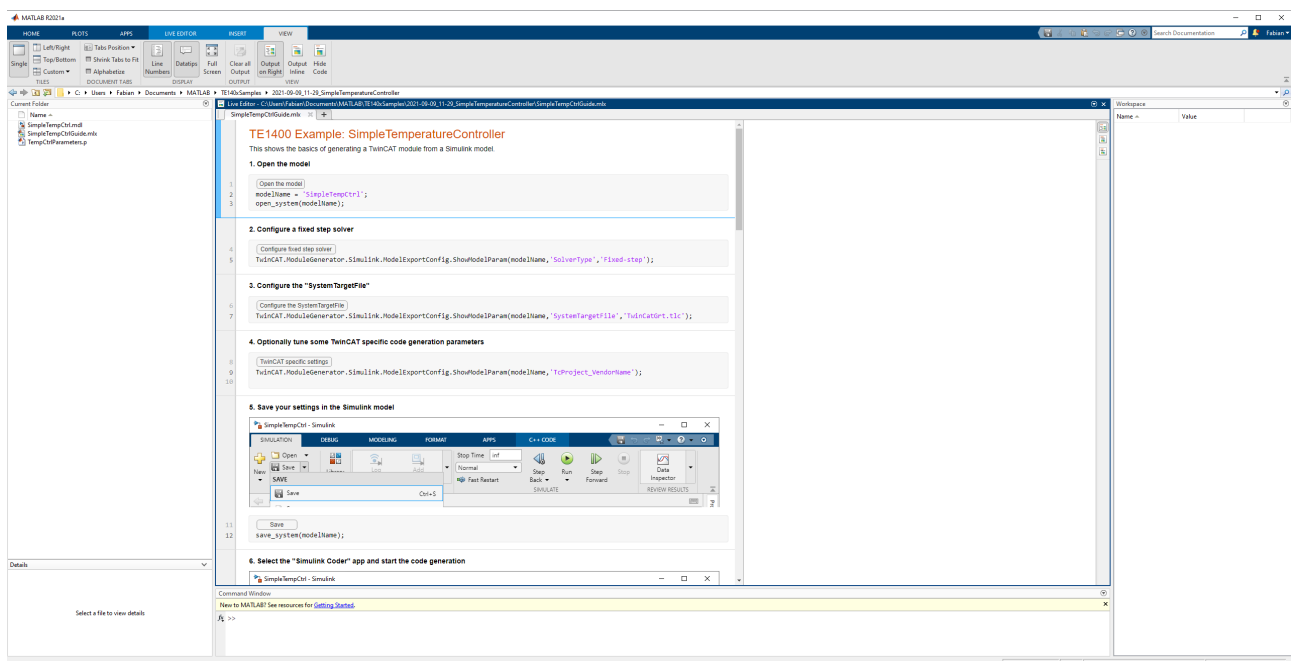 MATLAB R2021a
HOME PLOTS APPS LIVE EDITOR INSERT VIEW
Search Documentation Fabian
Single Left/Right Top/Bottom Custom
Tabs Position Shrink Tabs to Fit Alphabetize
Line Numbers Datatips Full Screen Clear all Output Output on Right Output Inline Hide Code
TILES DOCUMENT TABS DISPLAY OUTPUT VIEW
C: Users Fabian Documents MATLAB TE140xSamples 2021-09-09_11-29_SimpleTemperatureController
Current Folder
Name
SimpleTempCtrl.mdl
SimpleTempCtrlGuide.mlx
TempCtrlParameters.p
Details
Select a file to view details
Live Editor - C:\Users\Fabian\Documents\MATLAB\TE140xSamples\2021-09-09_11-29_SimpleTemperatureController\SimpleTempCtrlGuide.mlx
SimpleTempCtrlGuide.mlx
TE1400 Example: SimpleTemperatureController
This shows the basics of generating a TwinCAT module from a Simulink model.
1. Open the model
1 Open the model
2 modelName = 'SimpleTempCtrl';
3 open_system(modelName);
2. Configure a fixed step solver
4 Configure fixed step solver
5 TwinCAT.ModuleGenerator.Simulink.ModelExportConfig.ShowModelParam(modelName,'SolverType','Fixed-step');
3. Configure the "SystemTargetFile"
6 Configure the SystemTargetFile
7 TwinCAT.ModuleGenerator.Simulink.ModelExportConfig.ShowModelParam(modelName,'SystemTargetFile','TwinCatGrt.tlc');
4. Optionally tune some TwinCAT specific code generation parameters
8 TwinCAT specific settings
9 TwinCAT.ModuleGenerator.Simulink.ModelExportConfig.ShowModelParam(modelName,'TcProject_VendorName');
10
5. Save your settings in the Simulink model
SimpleTempCtrl - Simulink
SIMULATION DEBUG MODELING FORMAT APPS C++ CODE
New Open Save Library Log Add
Stop Time inf
Normal
Fast Restart
Step Back Run Step Forward Stop Data Inspector
SIMULATE REVIEW RESULTS
SAVE
Save Ctrl+S
11 Save
12 save_system(modelName);
6. Select the "Simulink Coder" app and start the code generation
SimpleTempCtrl - Simulink
Command Window
New to MATLAB? See resources for Getting Started.
fx >>
Workspace
Name Value